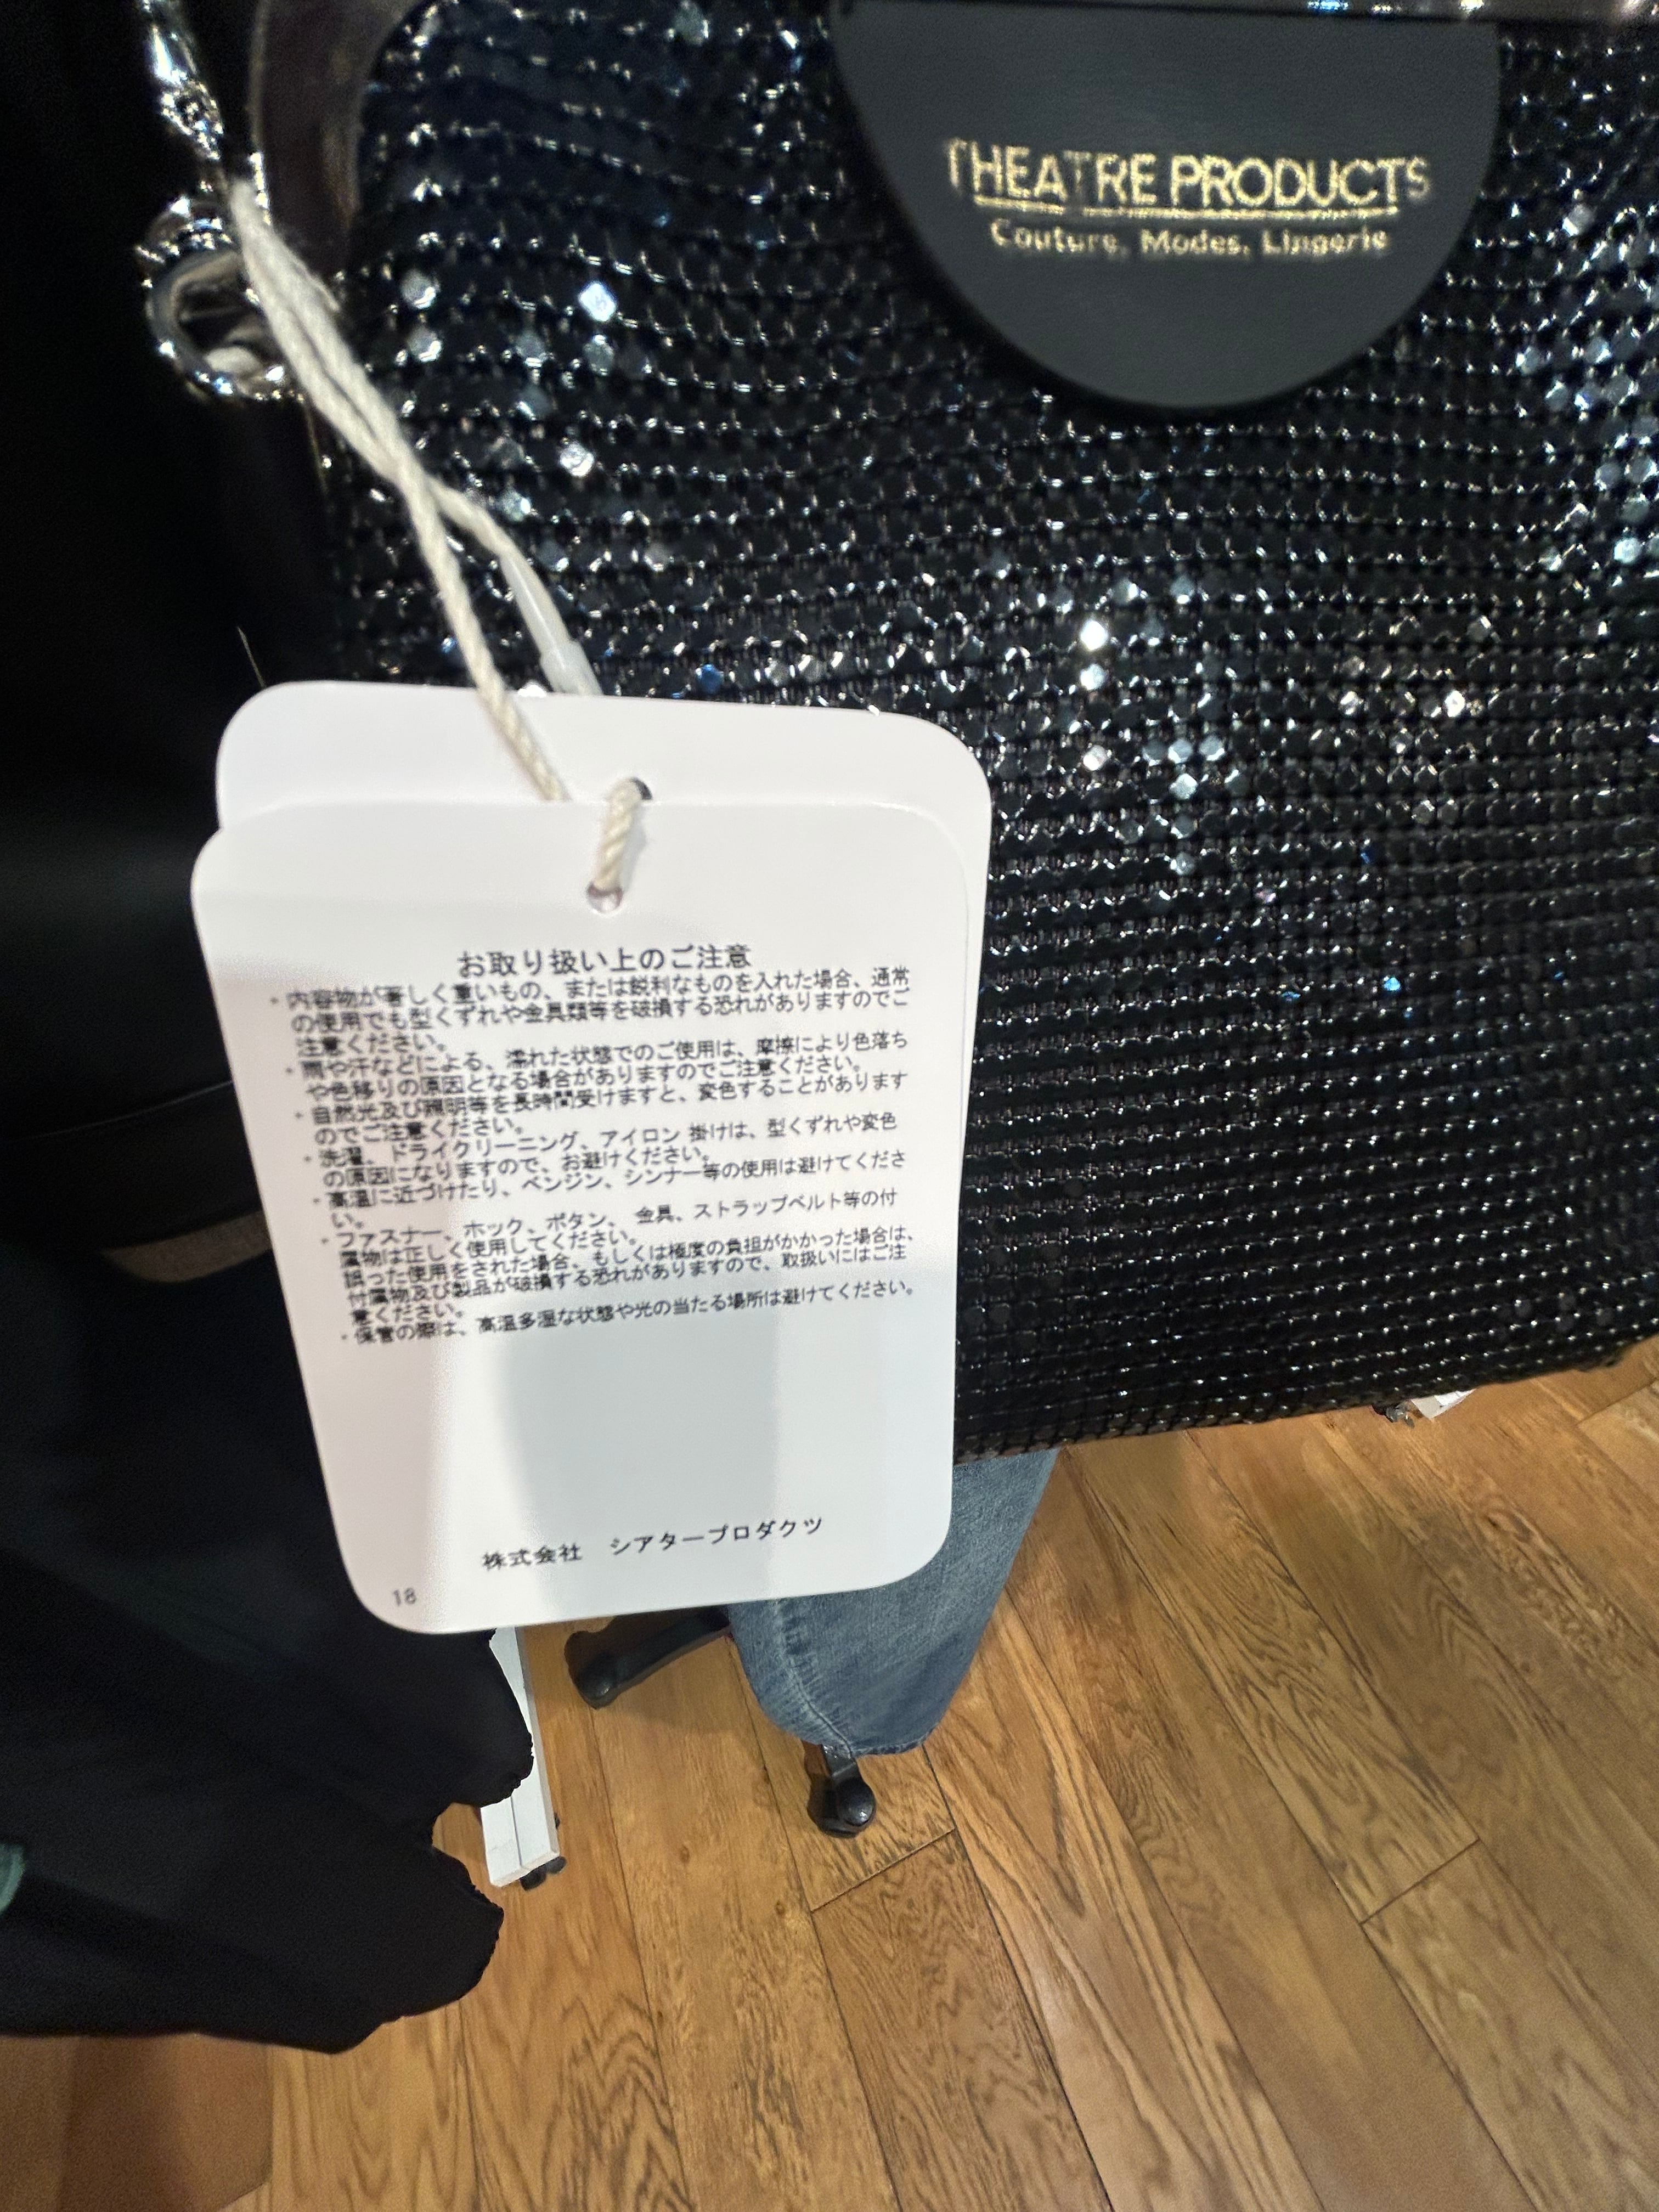 THEATRE PRODUCTS
Couture, Modes, Lingerie
お取り扱い上のご注意
・内容物が著しく重いもの、または鋭利なものを入れた場合、通常
の使用でも型くずれや金具類等を破損する恐れがありますのでご
注意ください。
・雨や汗などによる、濡れた状態でのご使用は、摩擦により色落ち
や色移りの原因となる場合がありますのでご注意ください。
・自然光及び照明等を長時間受けますと、変色することがあります
のでご注意ください。
・洗濯、ドライクリーニング、アイロン 掛けは、型くずれや変色
の原因になりますので、お避けください。
・高温に近づけたり、ベンジン、シンナー等の使用は避けてくださ
い。
・ファスナー、ホック、ボタン、 金具、ストラップベルト等の付
属物は正しく使用してください。
誤った使用をされた場合、もしくは極度の負担がかかった場合は、
付属物及び製品が破損する恐れがありますので、取扱いにはご注
意ください。
・保管の際は、高温多湿な状態や光の当たる場所は避けてください。
株式会社 シアタープロダクツ
18